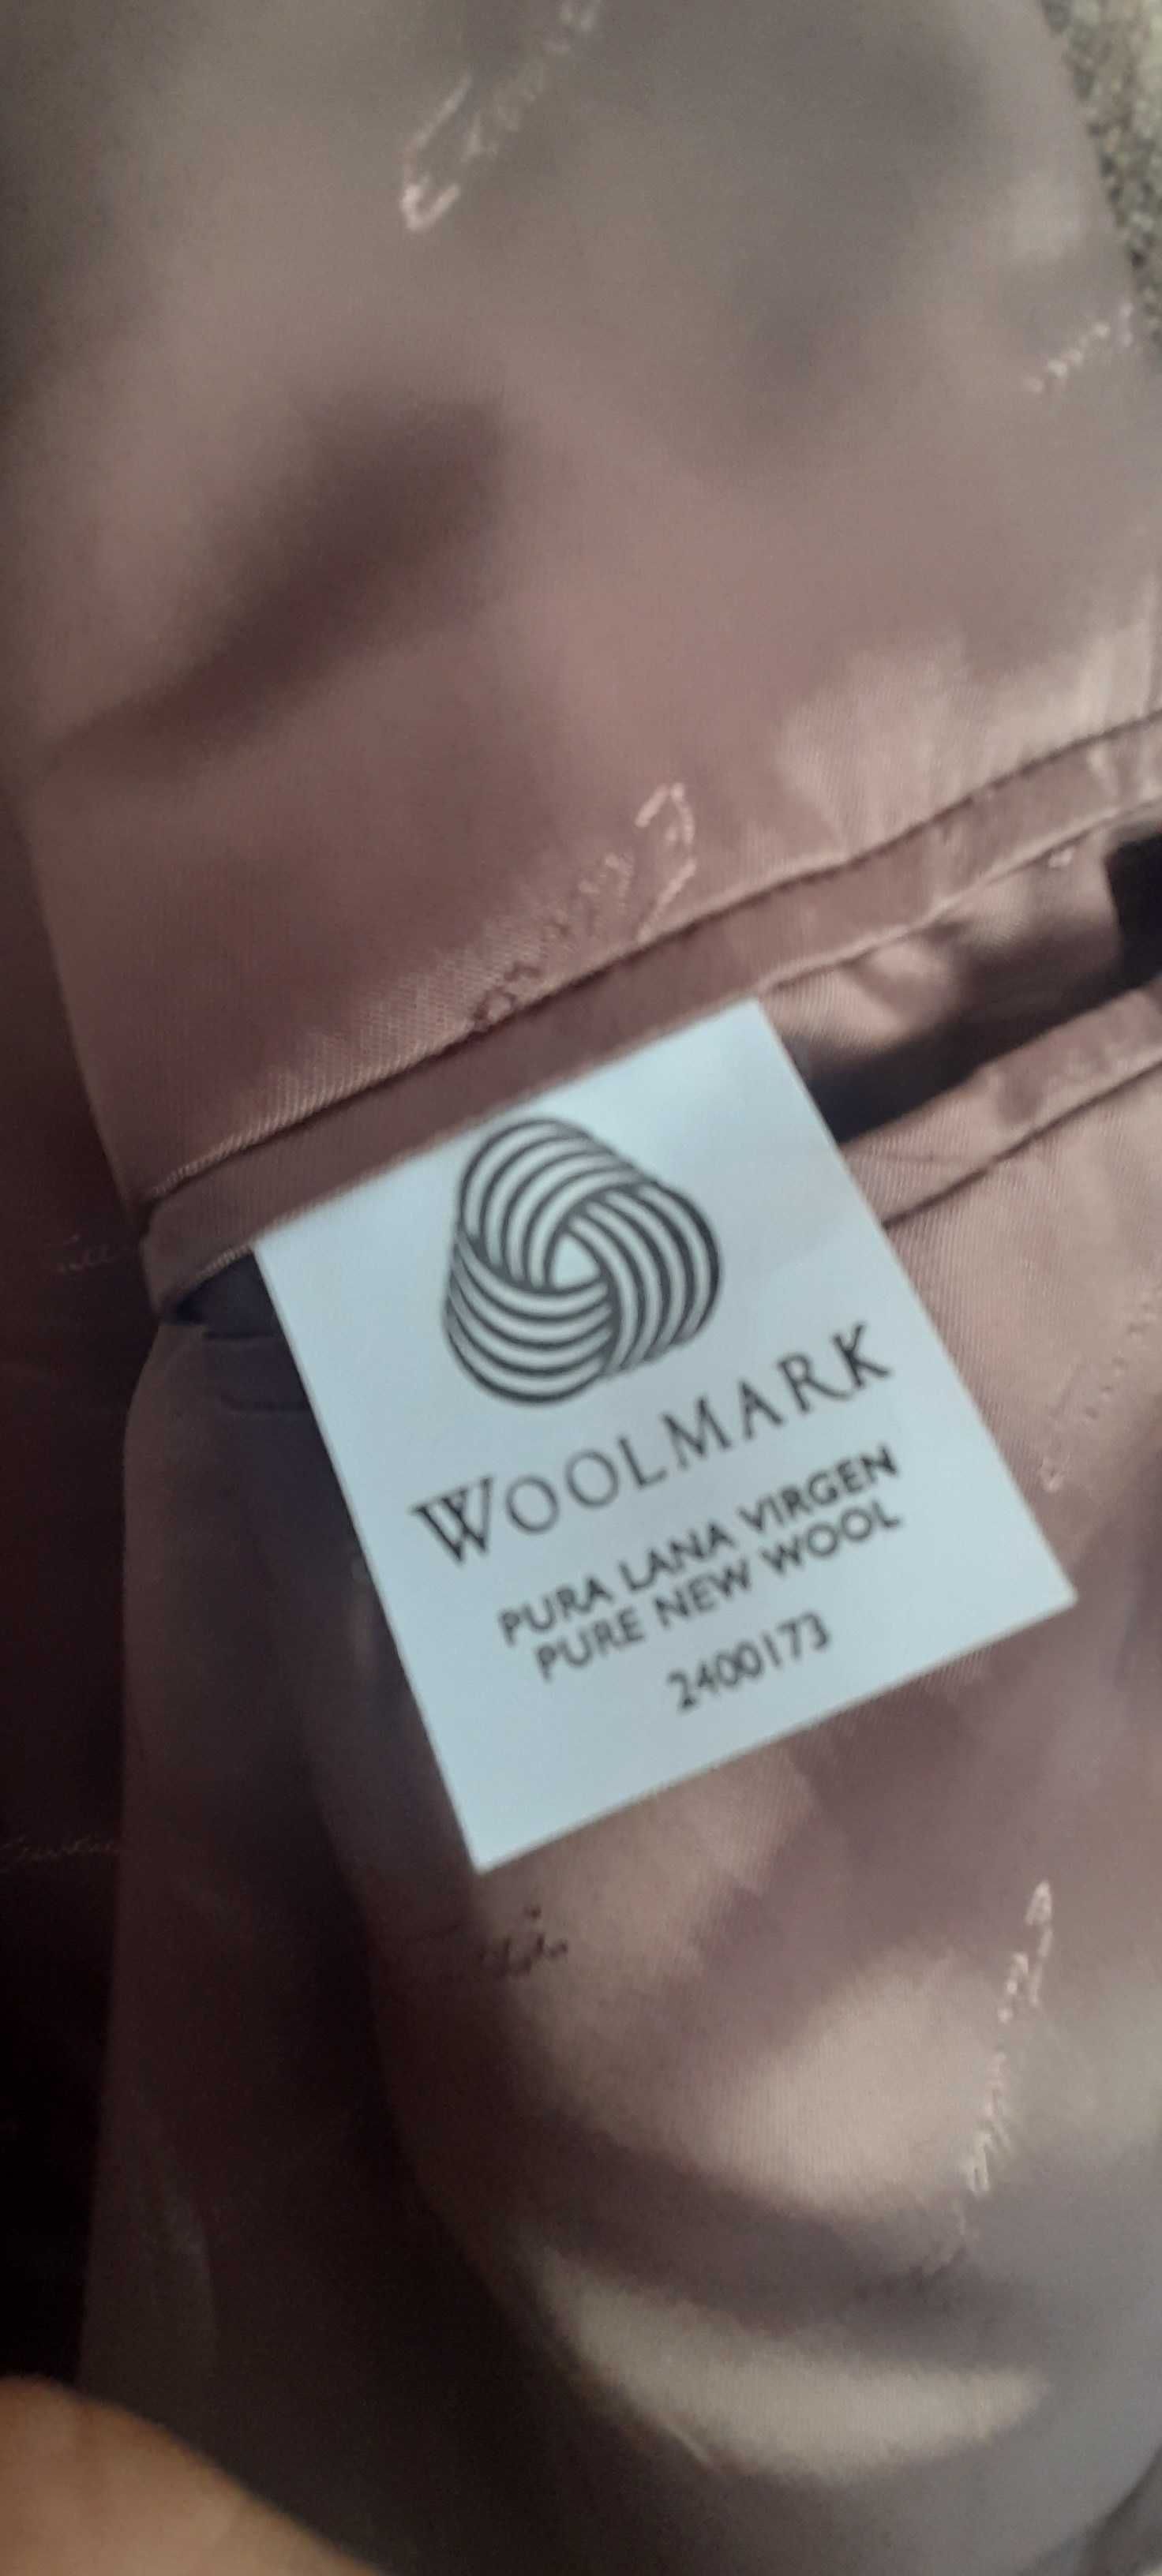 WOOLMARK
PURA LANA VIRGEN
PURE NEW WOOL
2400173